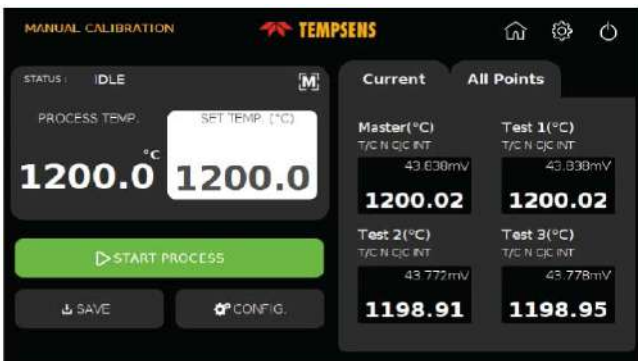 MANUAL CALIBRATION
TEMPSENS
STATUS : IDLE
[M]
PROCESS TEMP.
°C
1200.0
SET TEMP. (°C)
1200.0
START PROCESS
SAVE
CONFIG.
Current
All Points
Master(°C)
T/C N CJC INT
43.838mV
1200.02
Test 1(°C)
T/C N CJC INT
43.838mV
1200.02
Test 2(°C)
T/C N CJC INT
43.772mV
1198.91
Test 3(°C)
T/C N CJC INT
43.778mV
1198.95